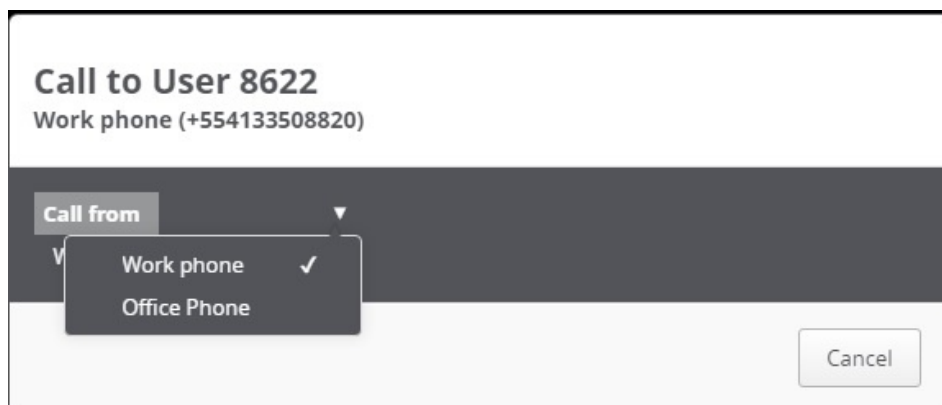 Call to User 8622
Work phone (+554133508820)
Call from
Work phone
Office Phone
Cancel